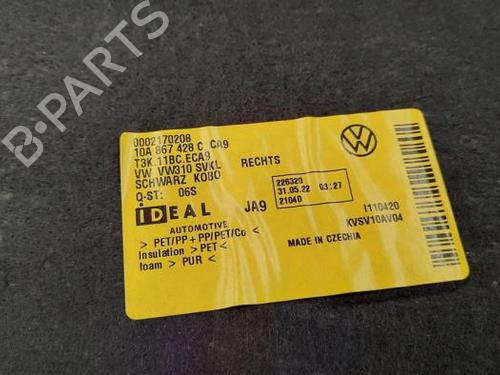 0002170208
10A 867 428 C CA9
T3K.11BC.ECA9
VW VW310 SVKL
SCHWARZ KOBO
Q-ST: 06S
RECHTS
iDEAL
AUTOMOTIVE
JA9
226320
31.05.22 03:27
21040
I110420
KVSV10AV04
> PET/PP + PP/PET/Co <
Insulation > PET <
foam > PUR <
MADE IN CZECHIA
B-PARTS